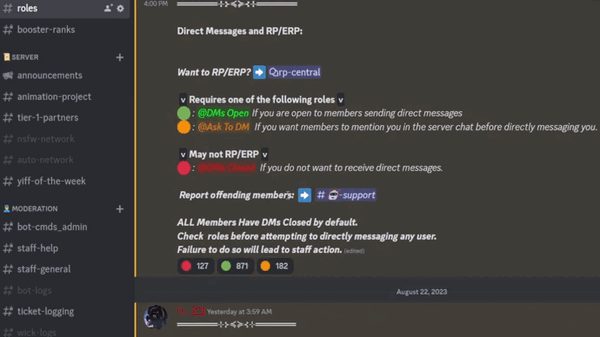 roles
booster-ranks
SERVER
announcements
animation-project
tier-1-partners
nsfw-network
auto-network
yiff-of-the-week
MODERATION
bot-cmds_admin
staff-help
staff-general
bot-logs
ticket-logging
wick-logs
4:00 PM
Direct Messages and RP/ERP:
Want to RP/ERP? rp-central
v Requires one of the following roles v
: @DMs Open If you are open to members sending direct messages
: @Ask To DM If you want members to mention you in the server chat before directly messaging you.
v May not RP/ERP v
: @DMs Closed If you do not want to receive direct messages.
Report offending members: # -support
ALL Members Have DMs Closed by default.
Check roles before attempting to directly messaging any user.
Failure to do so will lead to staff action. (edited)
127 871 182
August 22, 2023
Yesterday at 3:59 AM